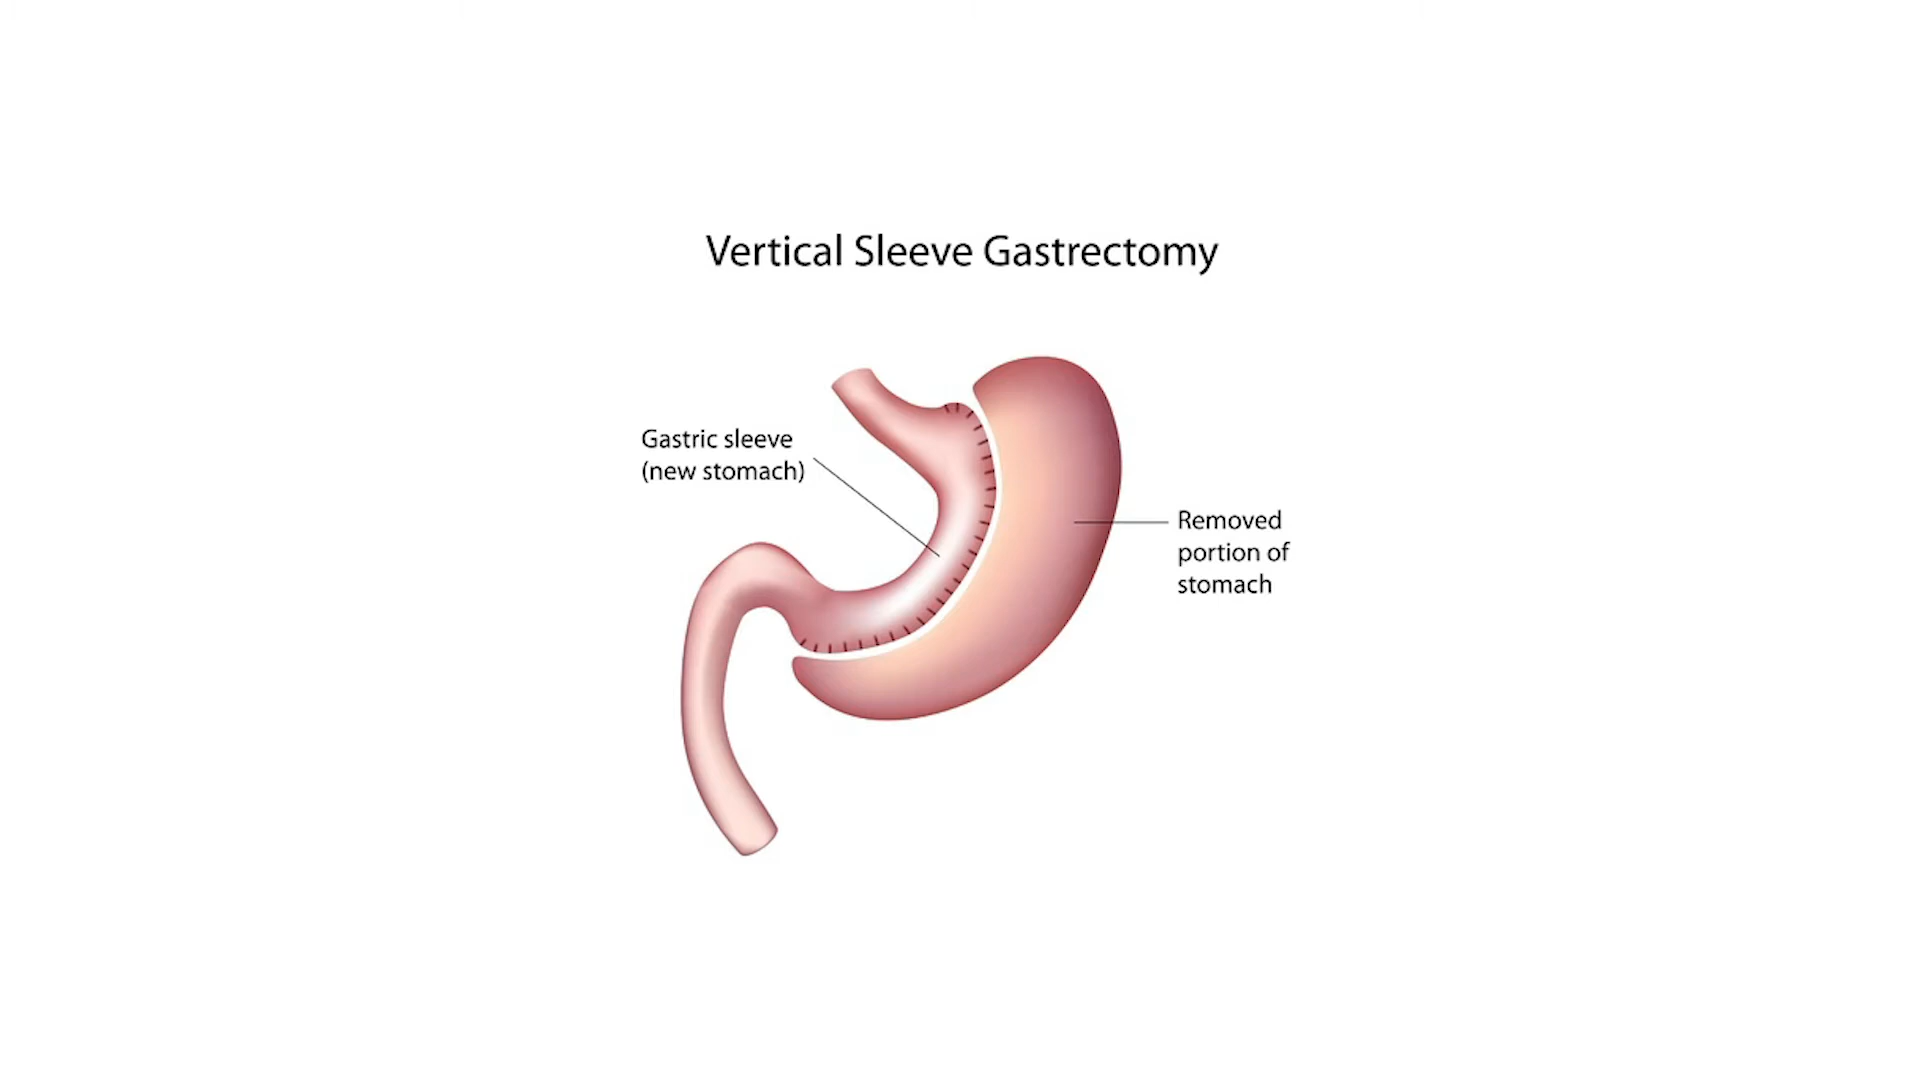 Vertical Sleeve Gastrectomy
Gastric sleeve
(new stomach)
Removed
portion of
stomach